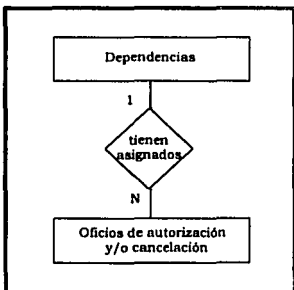 Dependencias
1
tienen
asignados
N
Oficios de autorización
y/o cancelación